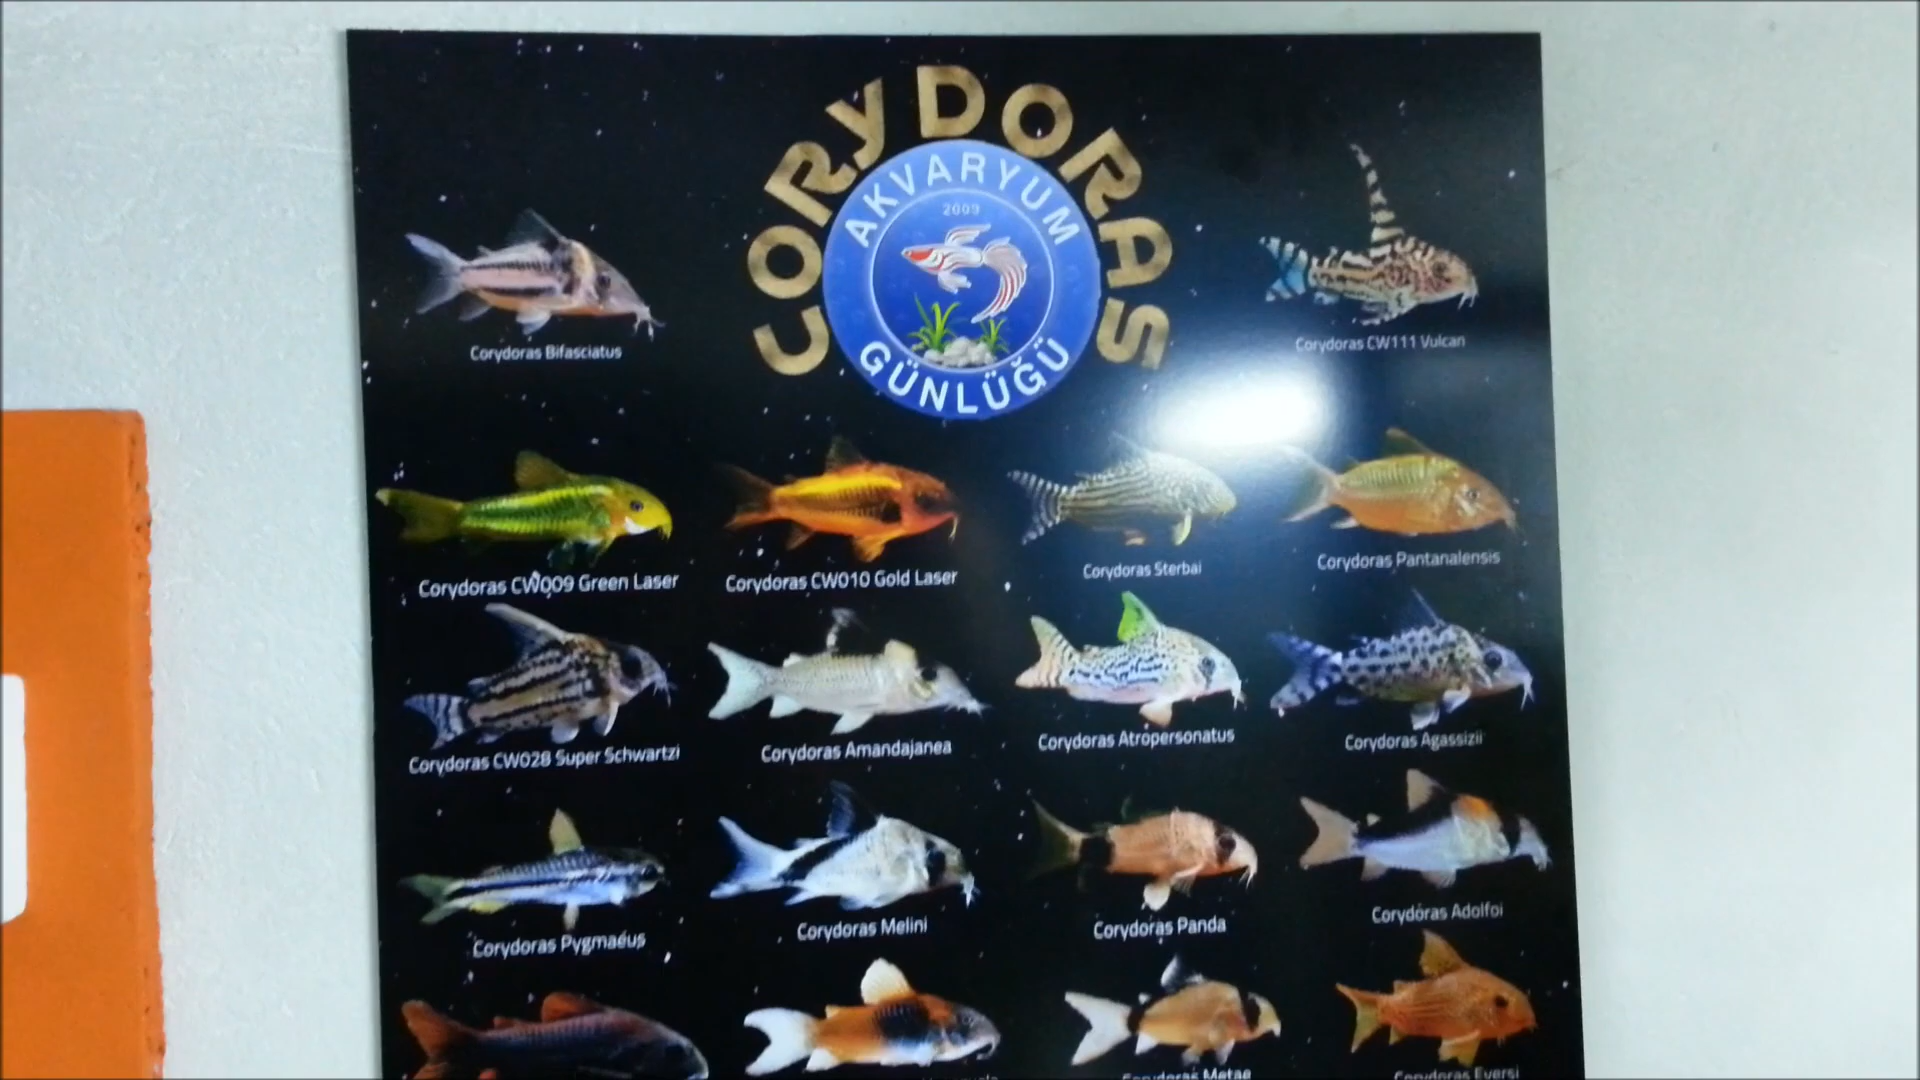 CORYDORAS
AKVARYUM
2009
GÜNLÜĞÜ
Corydoras Bifasciatus
Corydoras CW111 Vulcan
Corydoras CW009 Green Laser
Corydoras CW010 Gold Laser
Corydoras Sterbai
Corydoras Pantanalensis
Corydoras CW028 Super Schwartzi
Corydoras Amandajanea
Corydoras Atropersonatus
Corydoras Agassizii
Corydoras Pygmaeus
Corydoras Melini
Corydoras Panda
Corydoras Adolfoi
Corydoras Metae
Corydoras Eversi